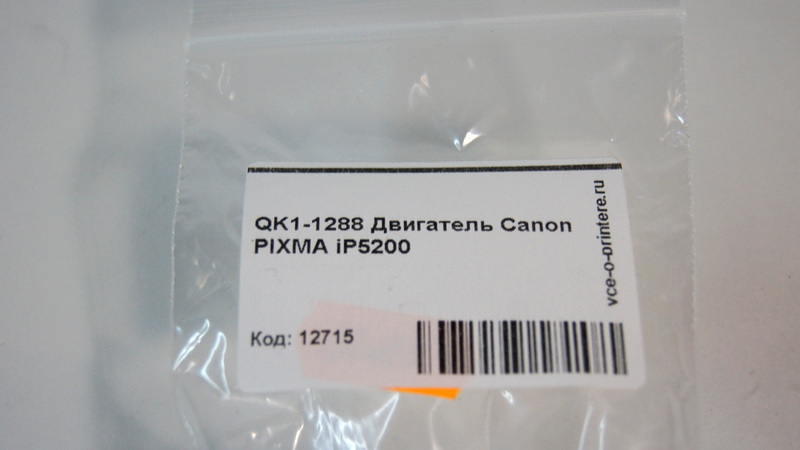 QK1-1288 Двигатель Canon
PIXMA iP5200
vce-o-printere.ru
Код: 12715